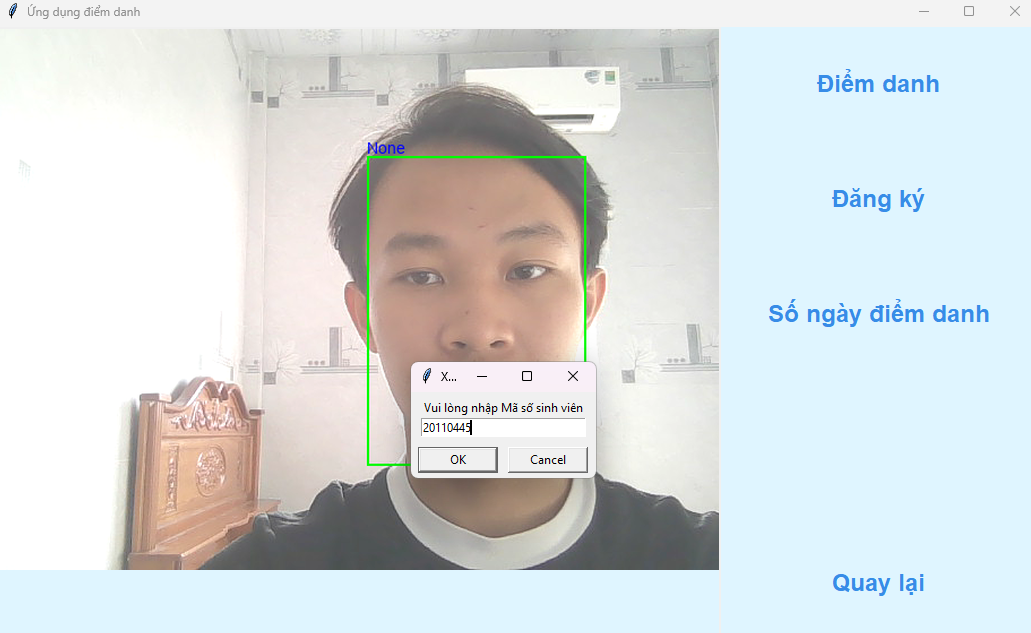 Ứng dụng điểm danh
Điểm danh
None
Đăng ký
Số ngày điểm danh
X...
Vui lòng nhập Mã số sinh viên
20110445
OK
Cancel
Quay lại